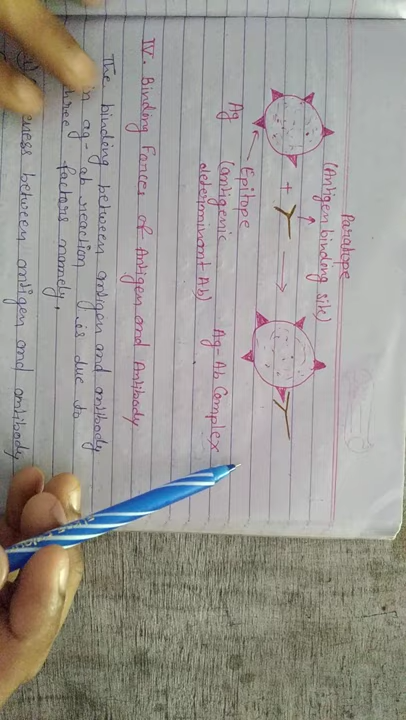 Paratope
(Antigen binding site)
+
Epitope
Ag
(antigenic
determinant Ab)
Ag-Ab Complex
IV. Binding Forces of Antigen and Antibody
The binding between antigen and antibody
in ag-ab reaction is due to
three factors namely,
between antigen and antibody